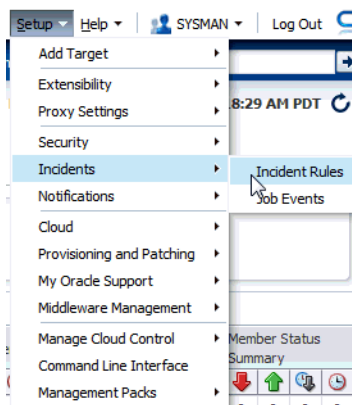 Setup Help SYSMAN Log Out
Add Target
Extensibility
Proxy Settings
8:29 AM PDT
Security
Incidents
Incident Rules
Notifications
Job Events
Cloud
Provisioning and Patching
My Oracle Support
Middleware Management
Manage Cloud Control
Member Status
Summary
Command Line Interface
Management Packs